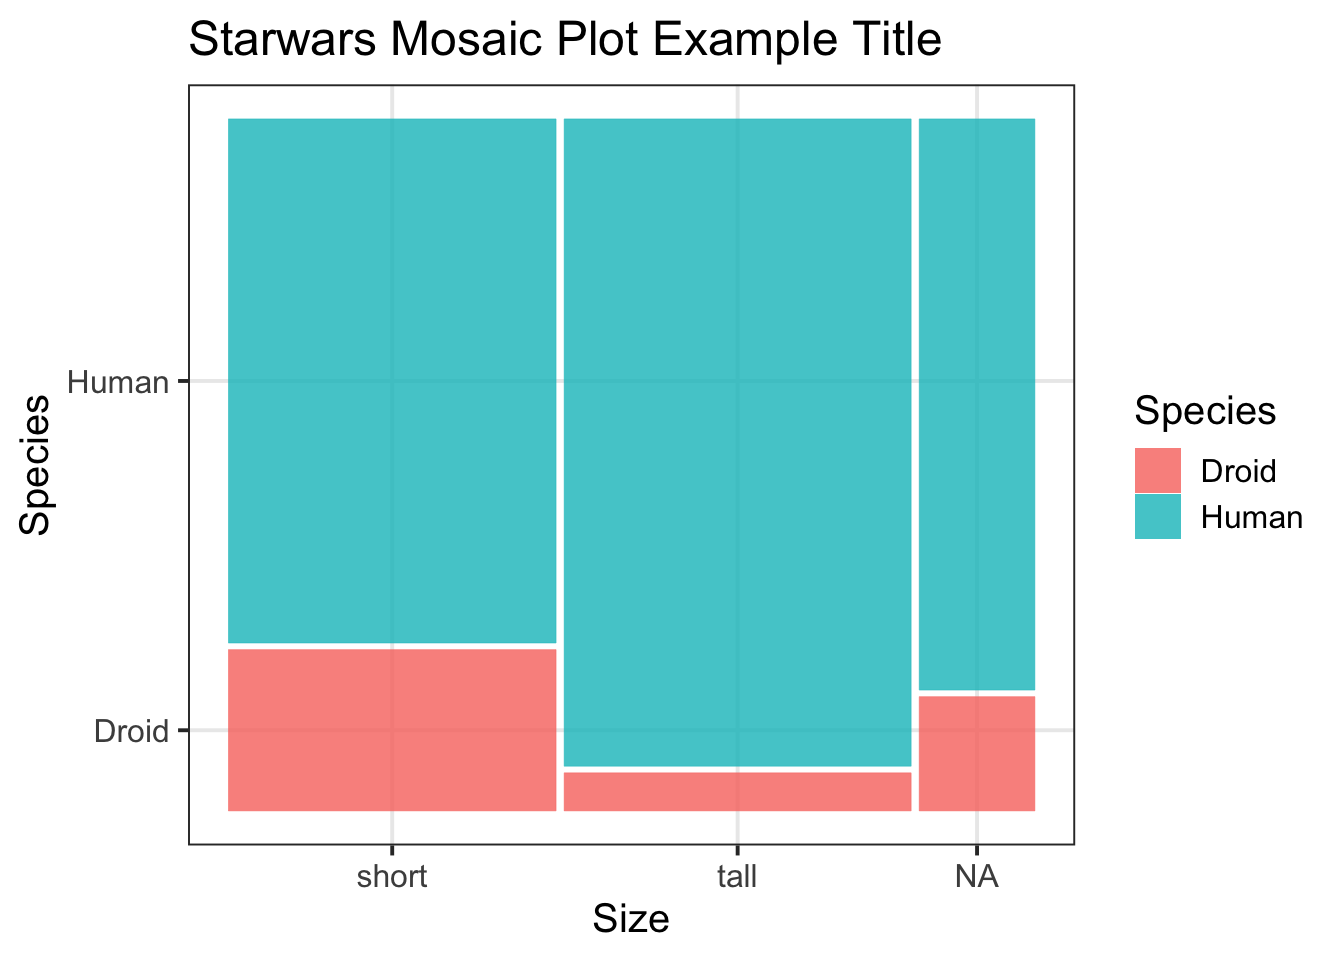 Starwars Mosaic Plot Example Title
Species
Human
Droid
short
tall
NA
Size
Species
Droid
Human